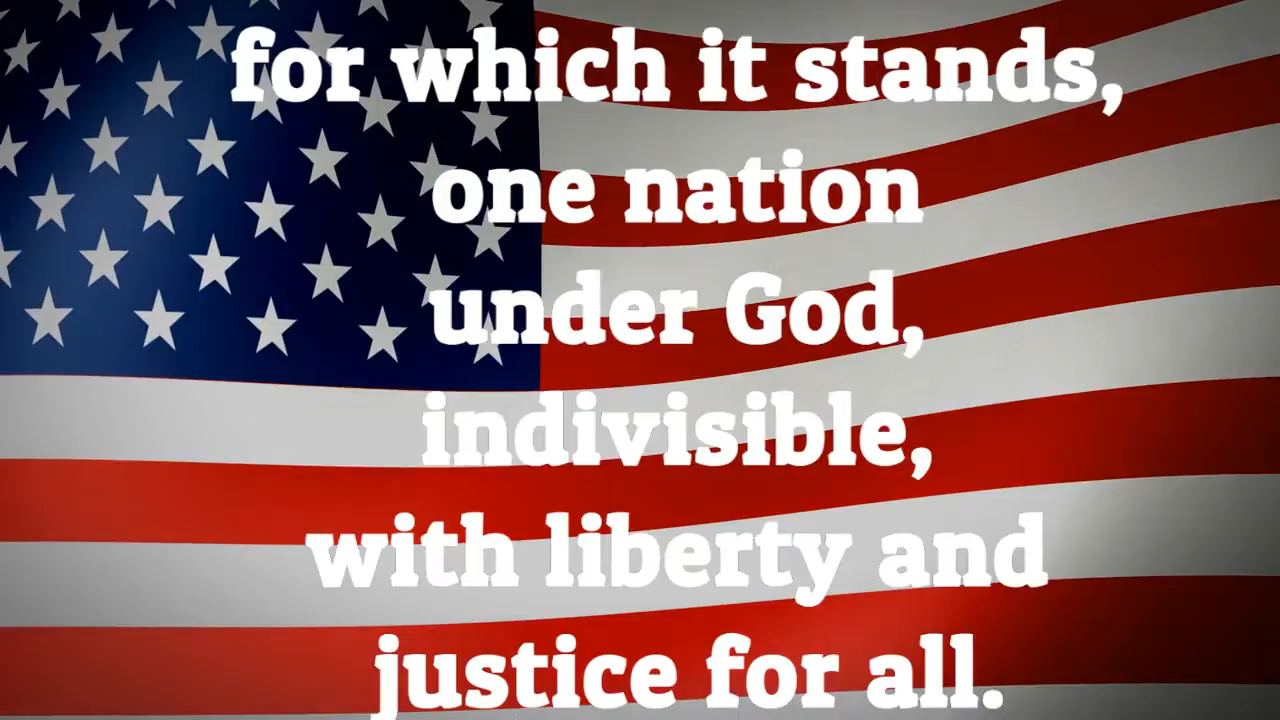 for which it stands,
one nation
under God,
indivisible,
with liberty and
justice for all.